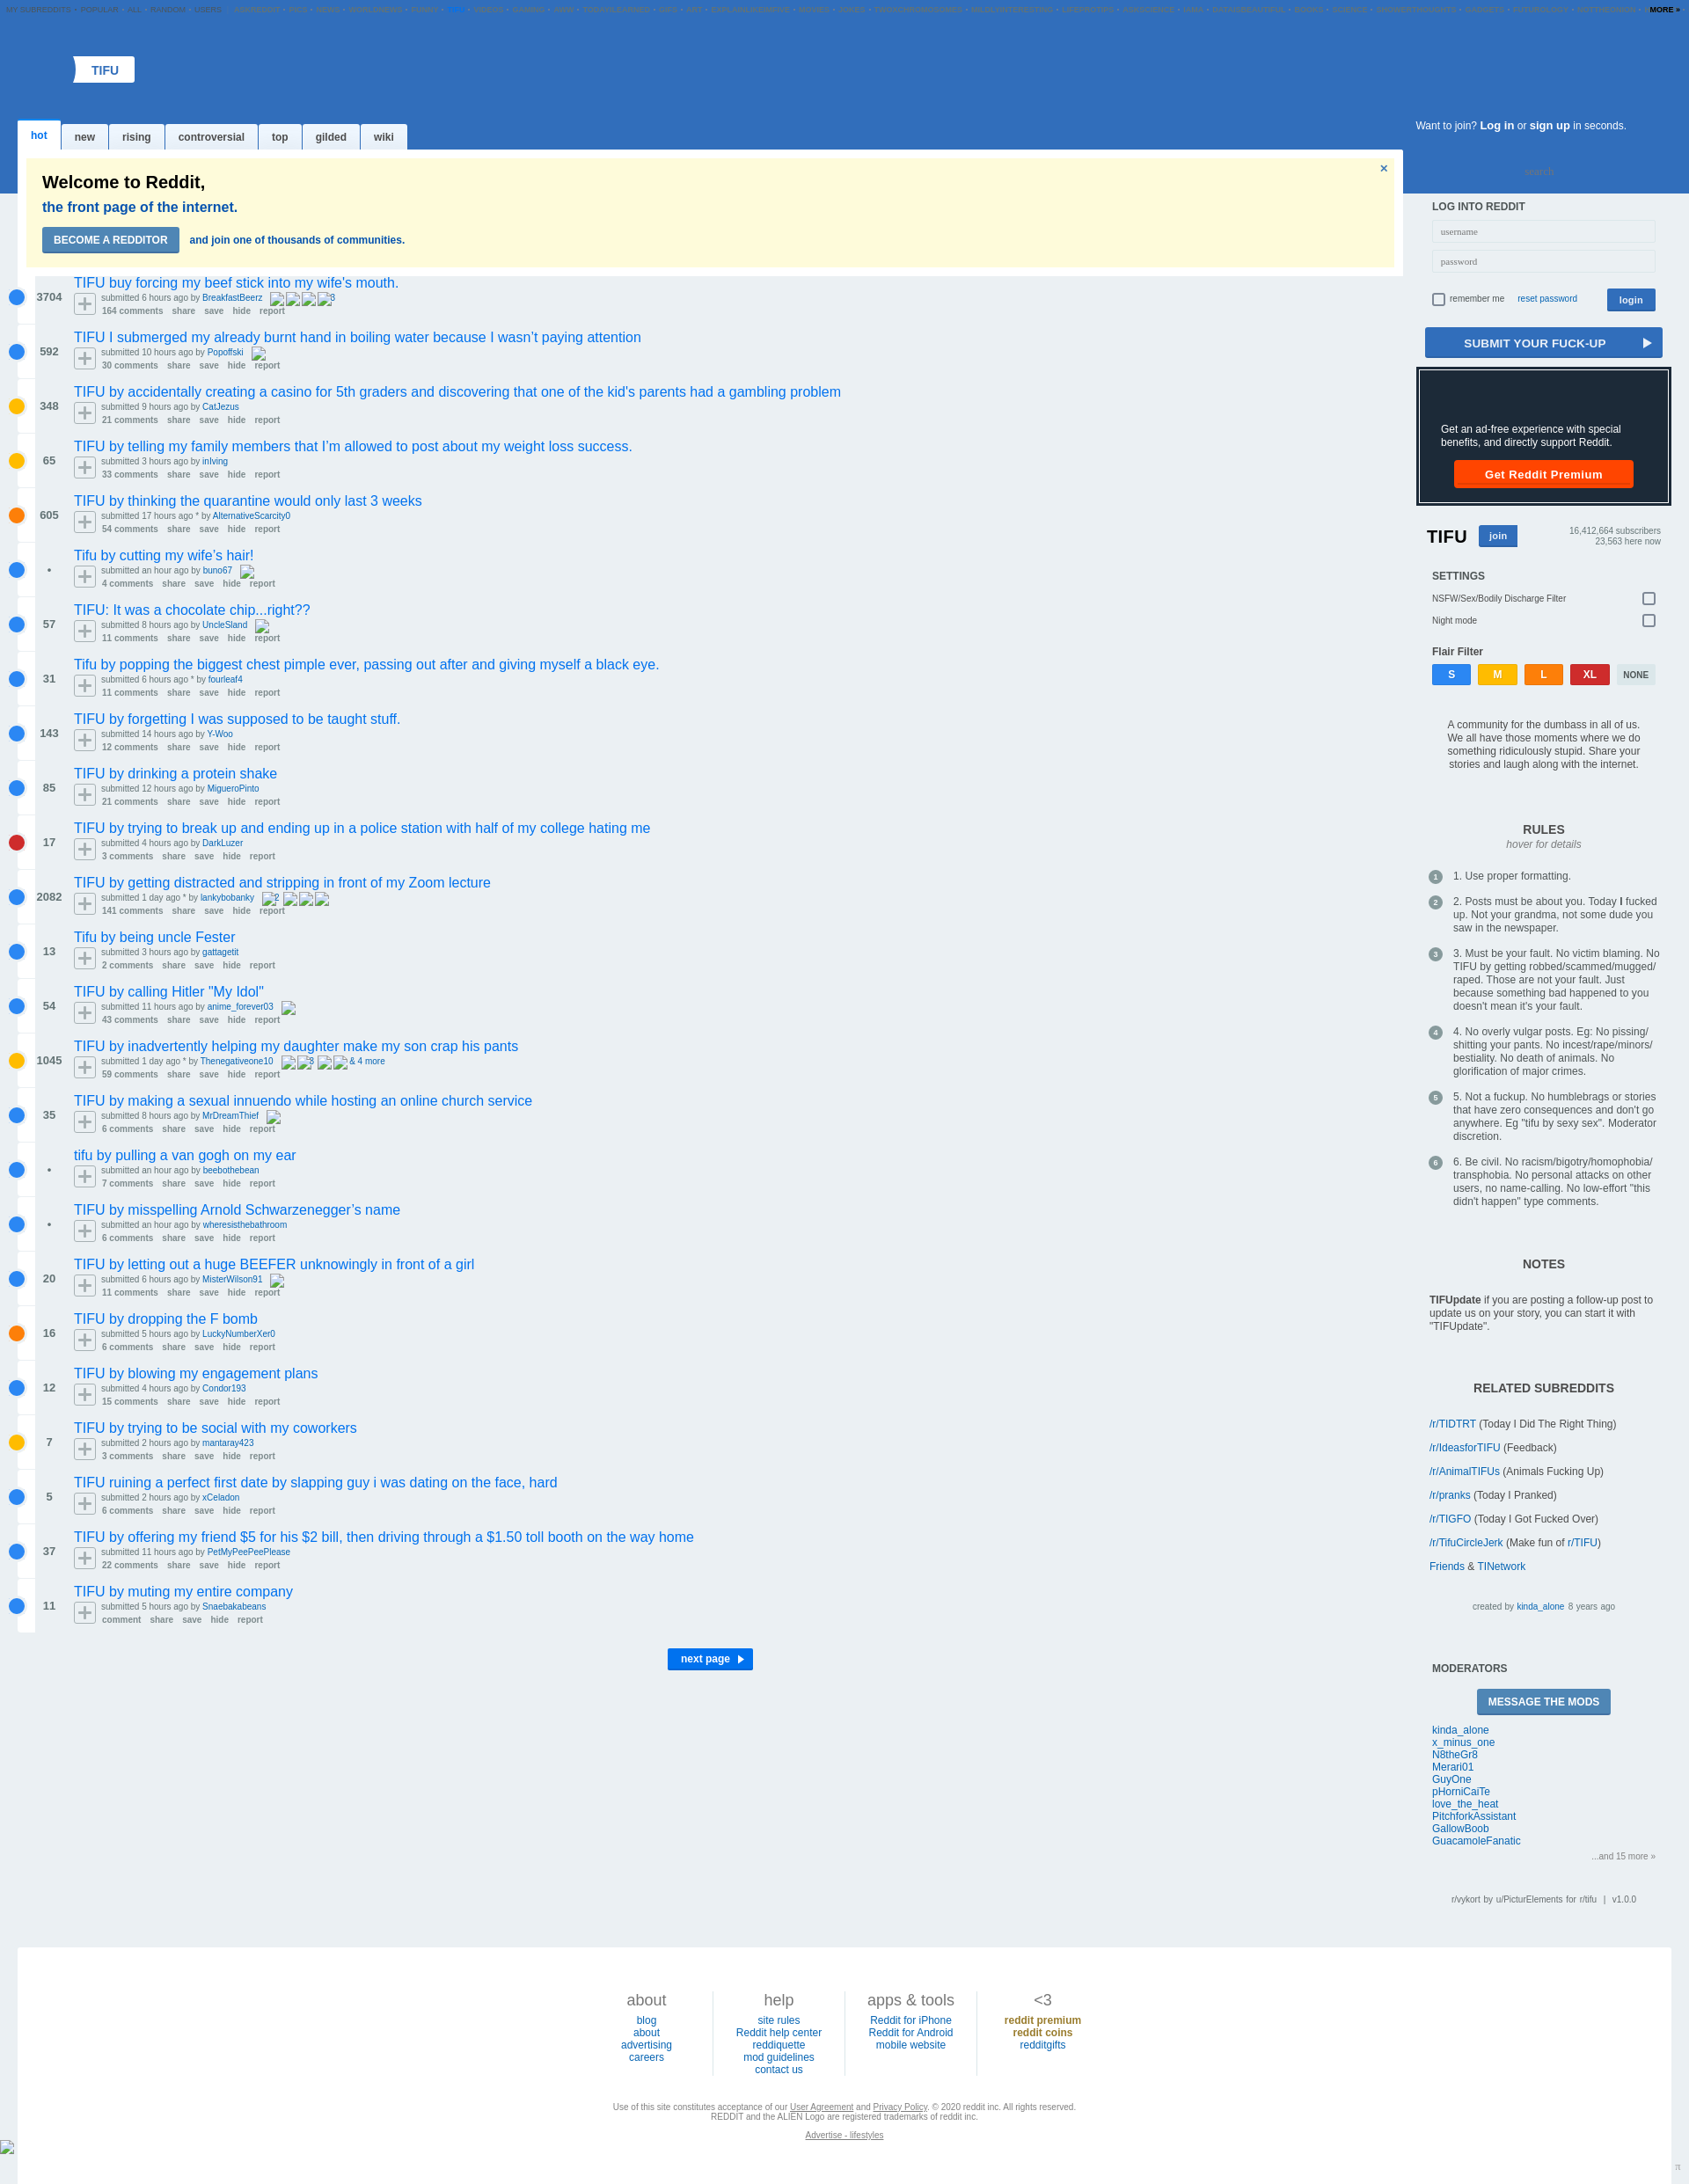 MY SUBREDDITS POPULAR - ALL - RANDOM - USERS MORE »
TIFU
hot new rising controversial top gilded wiki
Want to join? Log in or sign up in seconds.
search
Welcome to Reddit,
the front page of the internet.
BECOME A REDDITOR and join one of thousands of communities.
×
TIFU buy forcing my beef stick into my wife's mouth.
3704
submitted 6 hours ago by BreakfastBeerz 3
164 comments share save hide report
TIFU I submerged my already burnt hand in boiling water because I wasn't paying attention
592
submitted 10 hours ago by Popoffski
30 comments share save hide report
TIFU by accidentally creating a casino for 5th graders and discovering that one of the kid's parents had a gambling problem
348
submitted 9 hours ago by CatJezus
21 comments share save hide report
TIFU by telling my family members that I’m allowed to post about my weight loss success.
65
submitted 3 hours ago by inIving
33 comments share save hide report
TIFU by thinking the quarantine would only last 3 weeks
605
submitted 17 hours ago * by AlternativeScarcity0
54 comments share save hide report
Tifu by cutting my wife’s hair!
•
submitted an hour ago by buno67
4 comments share save hide report
TIFU: It was a chocolate chip...right??
57
submitted 8 hours ago by UncleSland
11 comments share save hide report
Tifu by popping the biggest chest pimple ever, passing out after and giving myself a black eye.
31
submitted 6 hours ago * by fourleaf4
11 comments share save hide report
TIFU by forgetting I was supposed to be taught stuff.
143
submitted 14 hours ago by Y-Woo
12 comments share save hide report
TIFU by drinking a protein shake
85
submitted 12 hours ago by MigueroPinto
21 comments share save hide report
TIFU by trying to break up and ending up in a police station with half of my college hating me
17
submitted 4 hours ago by DarkLuzer
3 comments share save hide report
TIFU by getting distracted and stripping in front of my Zoom lecture
2082
submitted 1 day ago * by lankybobanky 2
141 comments share save hide report
Tifu by being uncle Fester
13
submitted 3 hours ago by gattagetit
2 comments share save hide report
TIFU by calling Hitler "My Idol"
54
submitted 11 hours ago by anime_forever03
43 comments share save hide report
TIFU by inadvertently helping my daughter make my son crap his pants
1045
submitted 1 day ago * by Thenegativeone10 3 & 4 more
59 comments share save hide report
TIFU by making a sexual innuendo while hosting an online church service
35
submitted 8 hours ago by MrDreamThief
6 comments share save hide report
tifu by pulling a van gogh on my ear
•
submitted an hour ago by beebothebean
7 comments share save hide report
TIFU by misspelling Arnold Schwarzenegger’s name
•
submitted an hour ago by wheresisthebathroom
6 comments share save hide report
TIFU by letting out a huge BEEFER unknowingly in front of a girl
20
submitted 6 hours ago by MisterWilson91
11 comments share save hide report
TIFU by dropping the F bomb
16
submitted 5 hours ago by LuckyNumberXer0
6 comments share save hide report
TIFU by blowing my engagement plans
12
submitted 4 hours ago by Condor193
15 comments share save hide report
TIFU by trying to be social with my coworkers
7
submitted 2 hours ago by mantaray423
3 comments share save hide report
TIFU ruining a perfect first date by slapping guy i was dating on the face, hard
5
submitted 2 hours ago by xCeladon
6 comments share save hide report
TIFU by offering my friend $5 for his $2 bill, then driving through a $1.50 toll booth on the way home
37
submitted 11 hours ago by PetMyPeePeePlease
22 comments share save hide report
TIFU by muting my entire company
11
submitted 5 hours ago by Snaebakabeans
comment share save hide report
next page
LOG INTO REDDIT
username
password
remember me reset password login
SUBMIT YOUR FUCK-UP
Get an ad-free experience with special
benefits, and directly support Reddit.
Get Reddit Premium
TIFU join
16,412,664 subscribers
23,563 here now
SETTINGS
NSFW/Sex/Bodily Discharge Filter
Night mode
Flair Filter
S M L XL NONE
A community for the dumbass in all of us.
We all have those moments where we do
something ridiculously stupid. Share your
stories and laugh along with the internet.
RULES
hover for details
1 1. Use proper formatting.
2 2. Posts must be about you. Today I fucked
up. Not your grandma, not some dude you
saw in the newspaper.
3 3. Must be your fault. No victim blaming. No
TIFU by getting robbed/scammed/mugged/
raped. Those are not your fault. Just
because something bad happened to you
doesn't mean it's your fault.
4 4. No overly vulgar posts. Eg: No pissing/
shitting your pants. No incest/rape/minors/
bestiality. No death of animals. No
glorification of major crimes.
5 5. Not a fuckup. No humblebrags or stories
that have zero consequences and don't go
anywhere. Eg "tifu by sexy sex". Moderator
discretion.
6 6. Be civil. No racism/bigotry/homophobia/
transphobia. No personal attacks on other
users, no name-calling. No low-effort "this
didn't happen" type comments.
NOTES
TIFUpdate if you are posting a follow-up post to
update us on your story, you can start it with
"TIFUpdate".
RELATED SUBREDDITS
/r/TIDTRT (Today I Did The Right Thing)
/r/IdeasforTIFU (Feedback)
/r/AnimalTIFUs (Animals Fucking Up)
/r/pranks (Today I Pranked)
/r/TIGFO (Today I Got Fucked Over)
/r/TifuCircleJerk (Make fun of r/TIFU)
Friends & TINetwork
created by kinda_alone 8 years ago
MODERATORS
MESSAGE THE MODS
kinda_alone
x_minus_one
N8theGr8
Merari01
GuyOne
pHorniCaiTe
love_the_heat
PitchforkAssistant
GallowBoob
GuacamoleFanatic
...and 15 more »
r/vykort by u/PicturElements for r/tifu | v1.0.0
about
blog
about
advertising
careers
help
site rules
Reddit help center
reddiquette
mod guidelines
contact us
apps & tools
Reddit for iPhone
Reddit for Android
mobile website
<3
reddit premium
reddit coins
redditgifts
Use of this site constitutes acceptance of our User Agreement and Privacy Policy. © 2020 reddit inc. All rights reserved.
REDDIT and the ALIEN Logo are registered trademarks of reddit inc.
Advertise - lifestyles
π